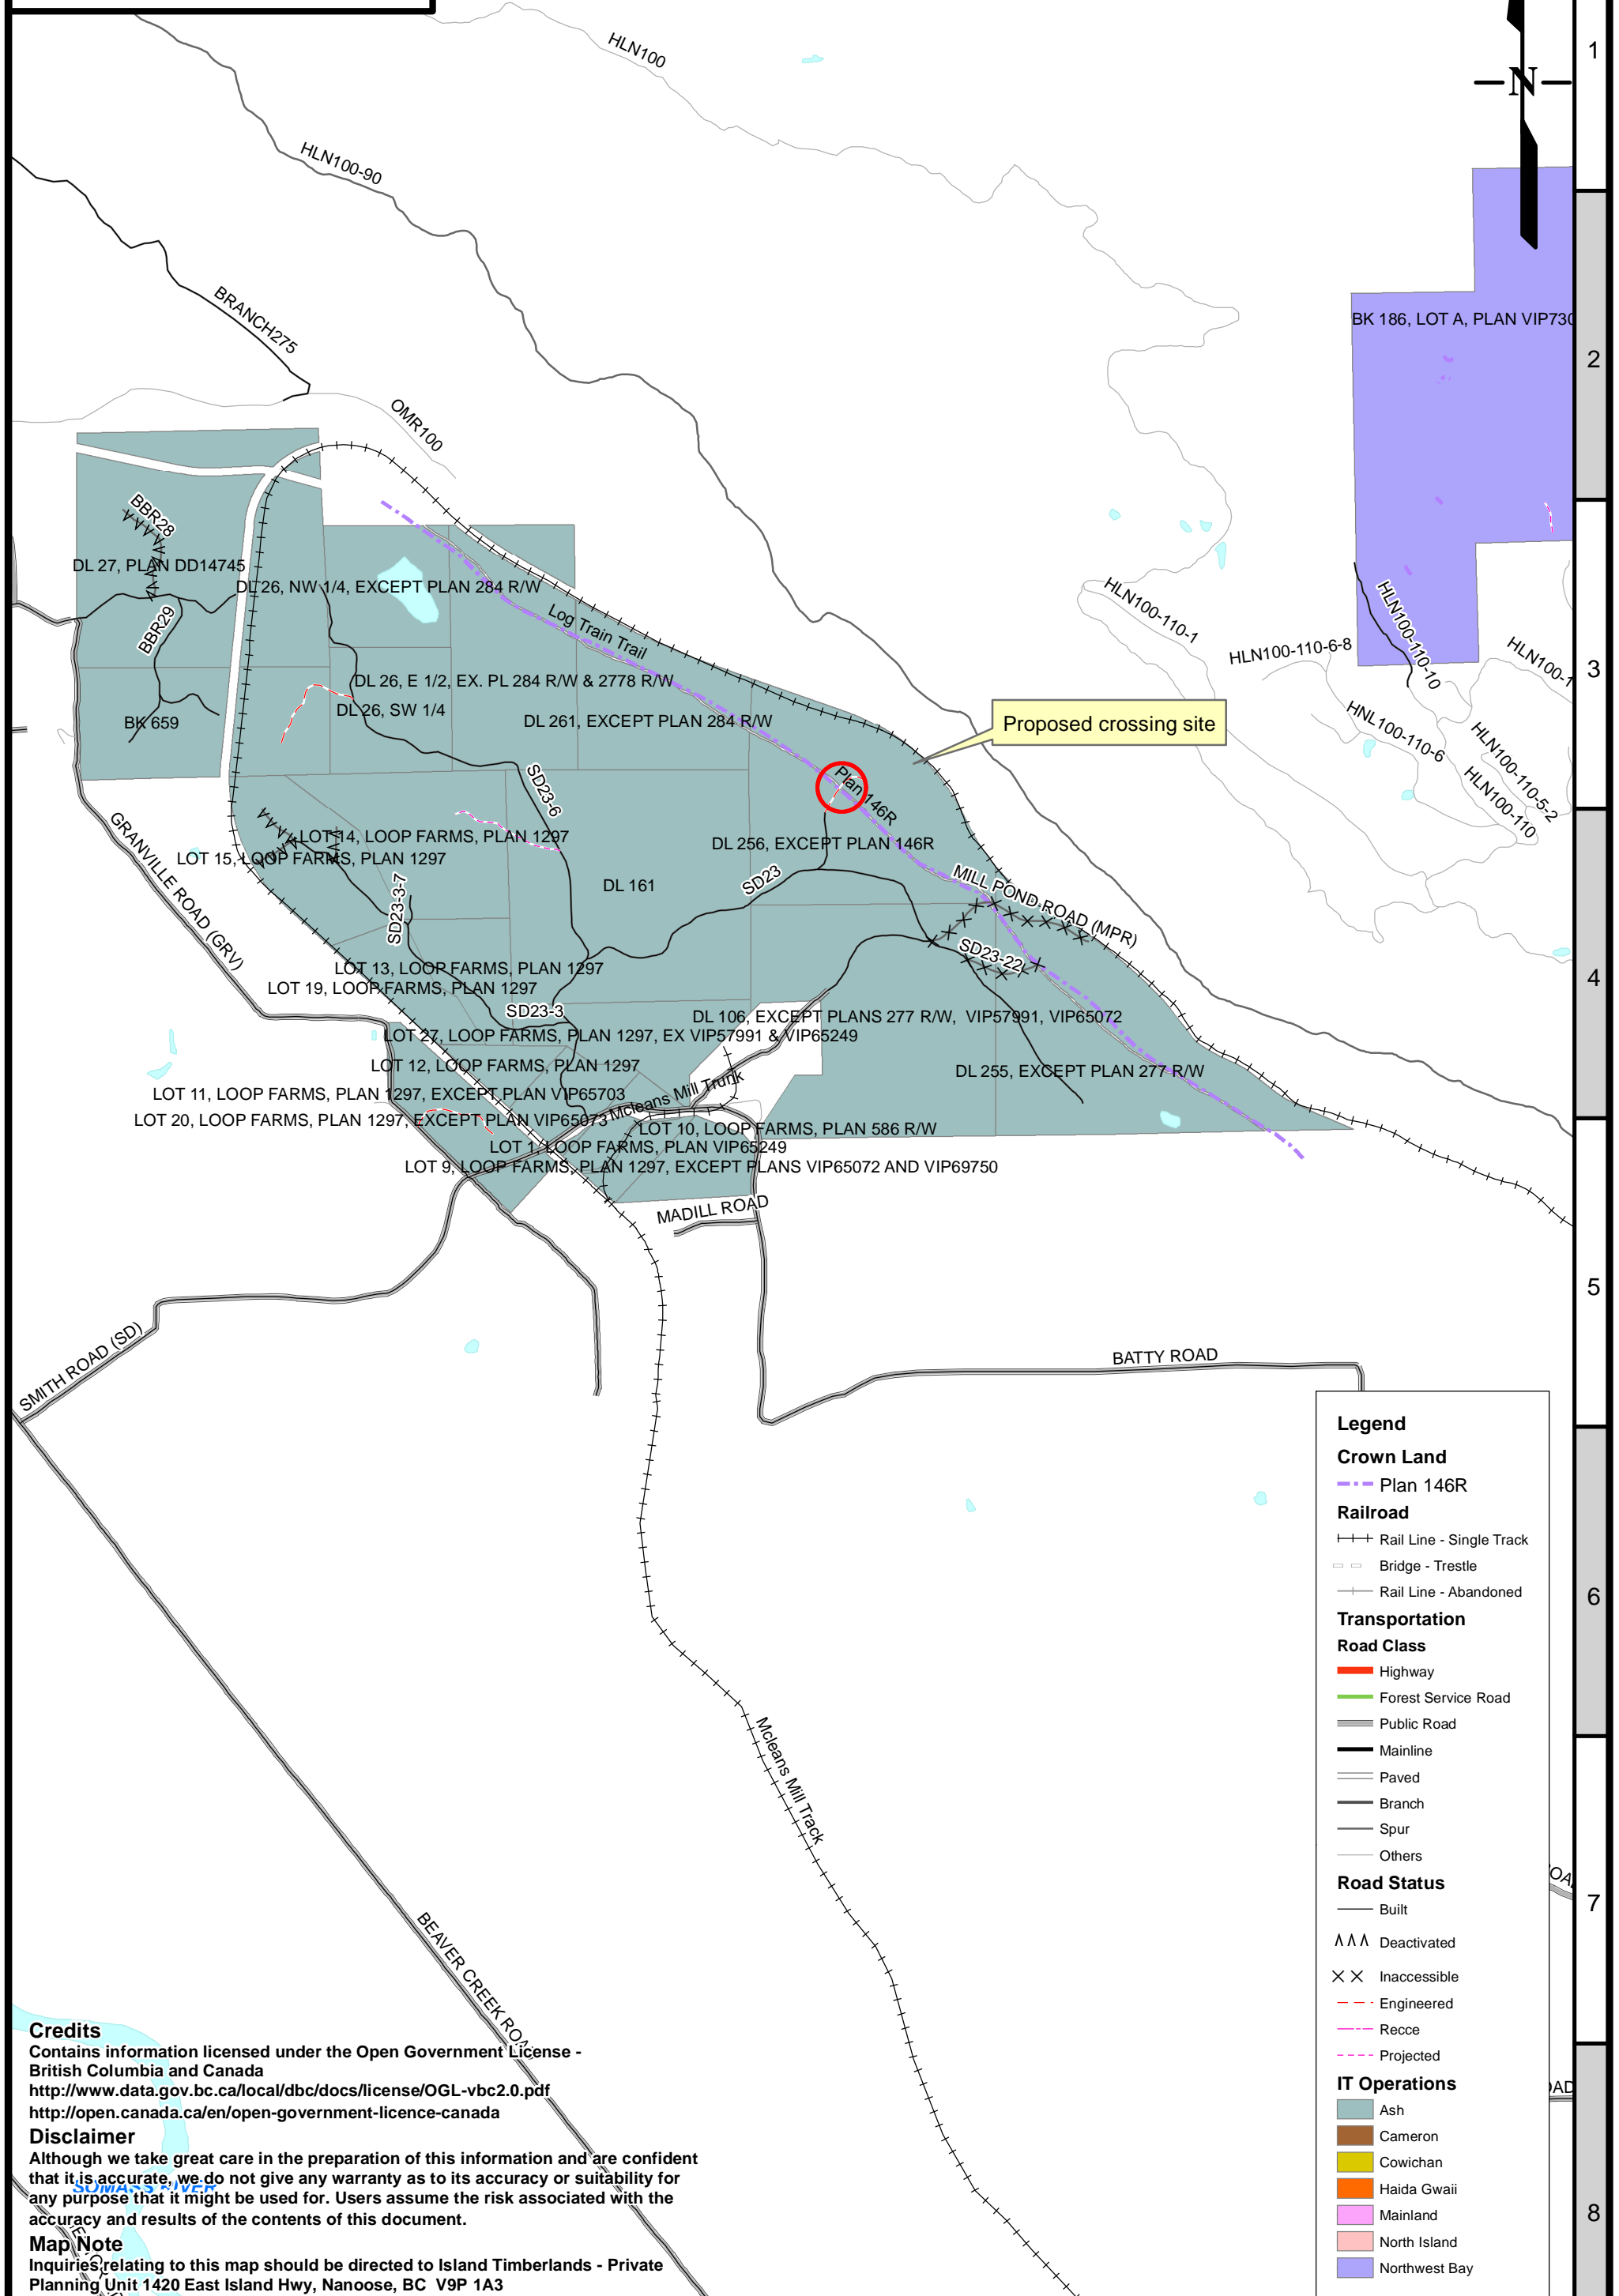 1
HLN100
N
HLN100-90
BRANCH275
BK 186, LOT A, PLAN VIP730
2
OMR100
BBR28
DL 27, PLAN DD14745
DL 26, NW 1/4, EXCEPT PLAN 284 R/W
Log Train Trail
BBR29
HLN100-110-1
HLN100-110-10
HLN100-110-6-8
HLN100-1
3
DL 26, E 1/2, EX. PL 284 R/W & 2778 R/W
DL 26, SW 1/4
BK 659
DL 261, EXCEPT PLAN 284 R/W
Proposed crossing site
HNL100-110-6
HLN100-110-5-2
HLN100-110
Plan 146R
SD23-6
GRANVILLE ROAD (GRV)
LOT 14, LOOP FARMS, PLAN 1297
LOT 15, LOOP FARMS, PLAN 1297
DL 256, EXCEPT PLAN 146R
DL 161
SD23
MILL POND ROAD (MPR)
SD23-3-7
SD23-22
LOT 13, LOOP FARMS, PLAN 1297
LOT 19, LOOP FARMS, PLAN 1297
4
SD23-3
DL 106, EXCEPT PLANS 277 R/W, VIP57991, VIP65072
LOT 27, LOOP FARMS, PLAN 1297, EX VIP57991 & VIP65249
LOT 12, LOOP FARMS, PLAN 1297
DL 255, EXCEPT PLAN 277 R/W
LOT 11, LOOP FARMS, PLAN 1297, EXCEPT PLAN VIP65703
Mcleans Mill Trunk
LOT 20, LOOP FARMS, PLAN 1297, EXCEPT PLAN VIP65073
LOT 10, LOOP FARMS, PLAN 586 R/W
LOT 1, LOOP FARMS, PLAN VIP65249
LOT 9, LOOP FARMS, PLAN 1297, EXCEPT PLANS VIP65072 AND VIP69750
MADILL ROAD
5
SMITH ROAD (SD)
BATTY ROAD
Legend
Crown Land
Plan 146R
Railroad
Rail Line - Single Track
Bridge - Trestle
Rail Line - Abandoned
6
Transportation
Road Class
Highway
Forest Service Road
Public Road
Mainline
Paved
Branch
Spur
Others
Mcleans Mill Track
7
Road Status
Built
Deactivated
Inaccessible
Engineered
Recce
Projected
BEAVER CREEK ROA
IT Operations
Ash
Cameron
Cowichan
Haida Gwaii
Mainland
North Island
Northwest Bay
8
Credits
Contains information licensed under the Open Government License -
British Columbia and Canada
http://www.data.gov.bc.ca/local/dbc/docs/license/OGL-vbc2.0.pdf
http://open.canada.ca/en/open-government-licence-canada
Disclaimer
Although we take great care in the preparation of this information and are confident
that it is accurate, we do not give any warranty as to its accuracy or suitability for
any purpose that it might be used for. Users assume the risk associated with the
accuracy and results of the contents of this document.
SOMASS RIVER
Map Note
Inquiries relating to this map should be directed to Island Timberlands - Private
Planning Unit 1420 East Island Hwy, Nanoose, BC V9P 1A3